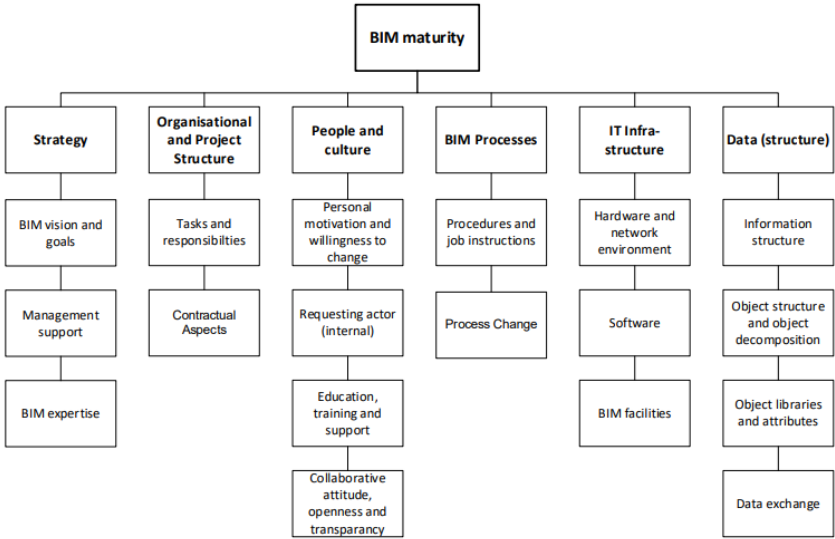 BIM maturity
Strategy
Organisational
and Project
Structure
People and
culture
BIM Processes
IT Infra-
structure
Data (structure)
BIM vision and
goals
Tasks and
responsibilties
Personal
motivation and
willingness to
change
Procedures and
job instructions
Hardware and
network
environment
Information
structure
Management
support
Contractual
Aspects
Requesting actor
(internal)
Process Change
Software
Object structure
and object
decomposition
BIM expertise
Education,
training and
support
BIM facilities
Object libraries
and attributes
Collaborative
attitude,
openness and
transparancy
Data exchange